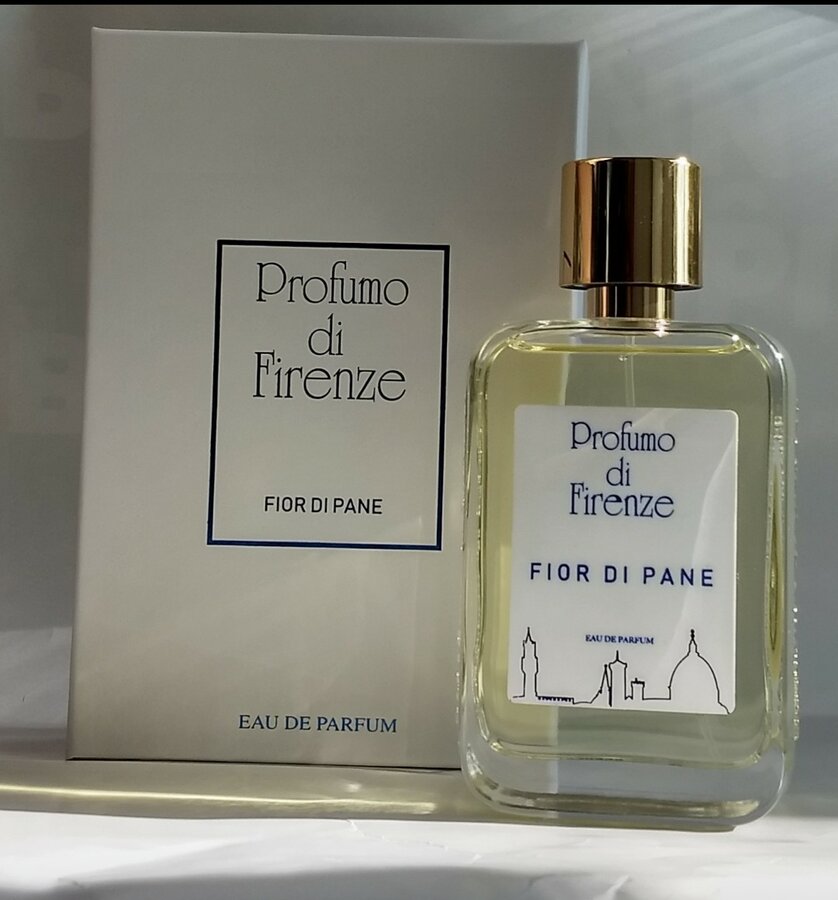 Profumo
di
Firenze
FIOR DI PANE
EAU DE PARFUM
Profumo
di
Firenze
FIOR DI PANE
EAU DE PARFUM